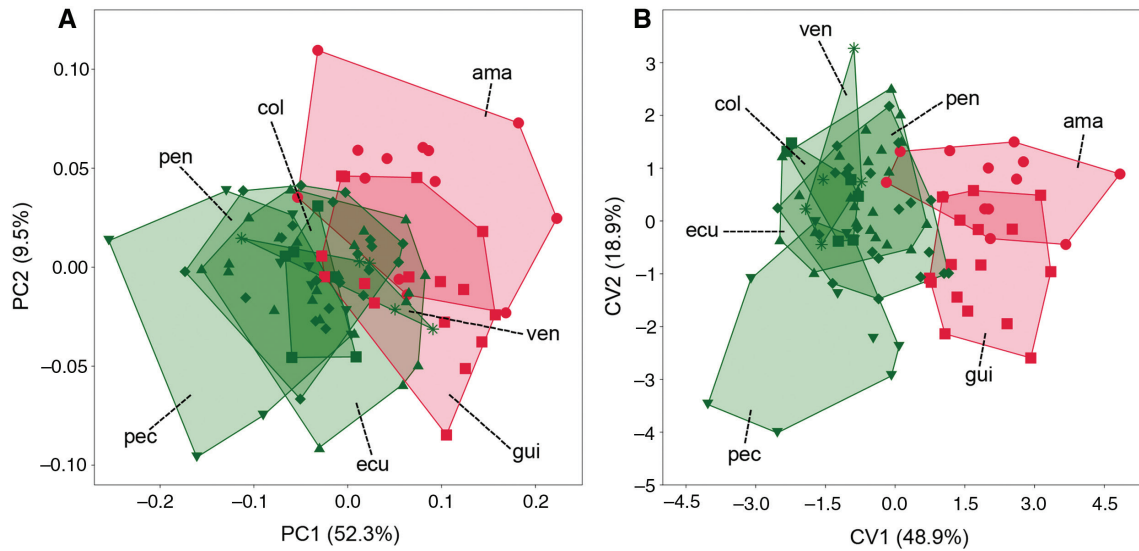 A
PC2 (9.5%)
0.10
0.05
0.00
–0.05
–0.10
–0.2
–0.1
0.0
0.1
0.2
PC1 (52.3%)
ama
col
pen
ven
pec
ecu
gui
B
CV2 (18.9%)
3
2
1
0
–1
–2
–3
–4
–5
–4.5
–3.0
–1.5
0.0
1.5
3.0
4.5
CV1 (48.9%)
ven
col
pen
ama
ecu
gui
pec